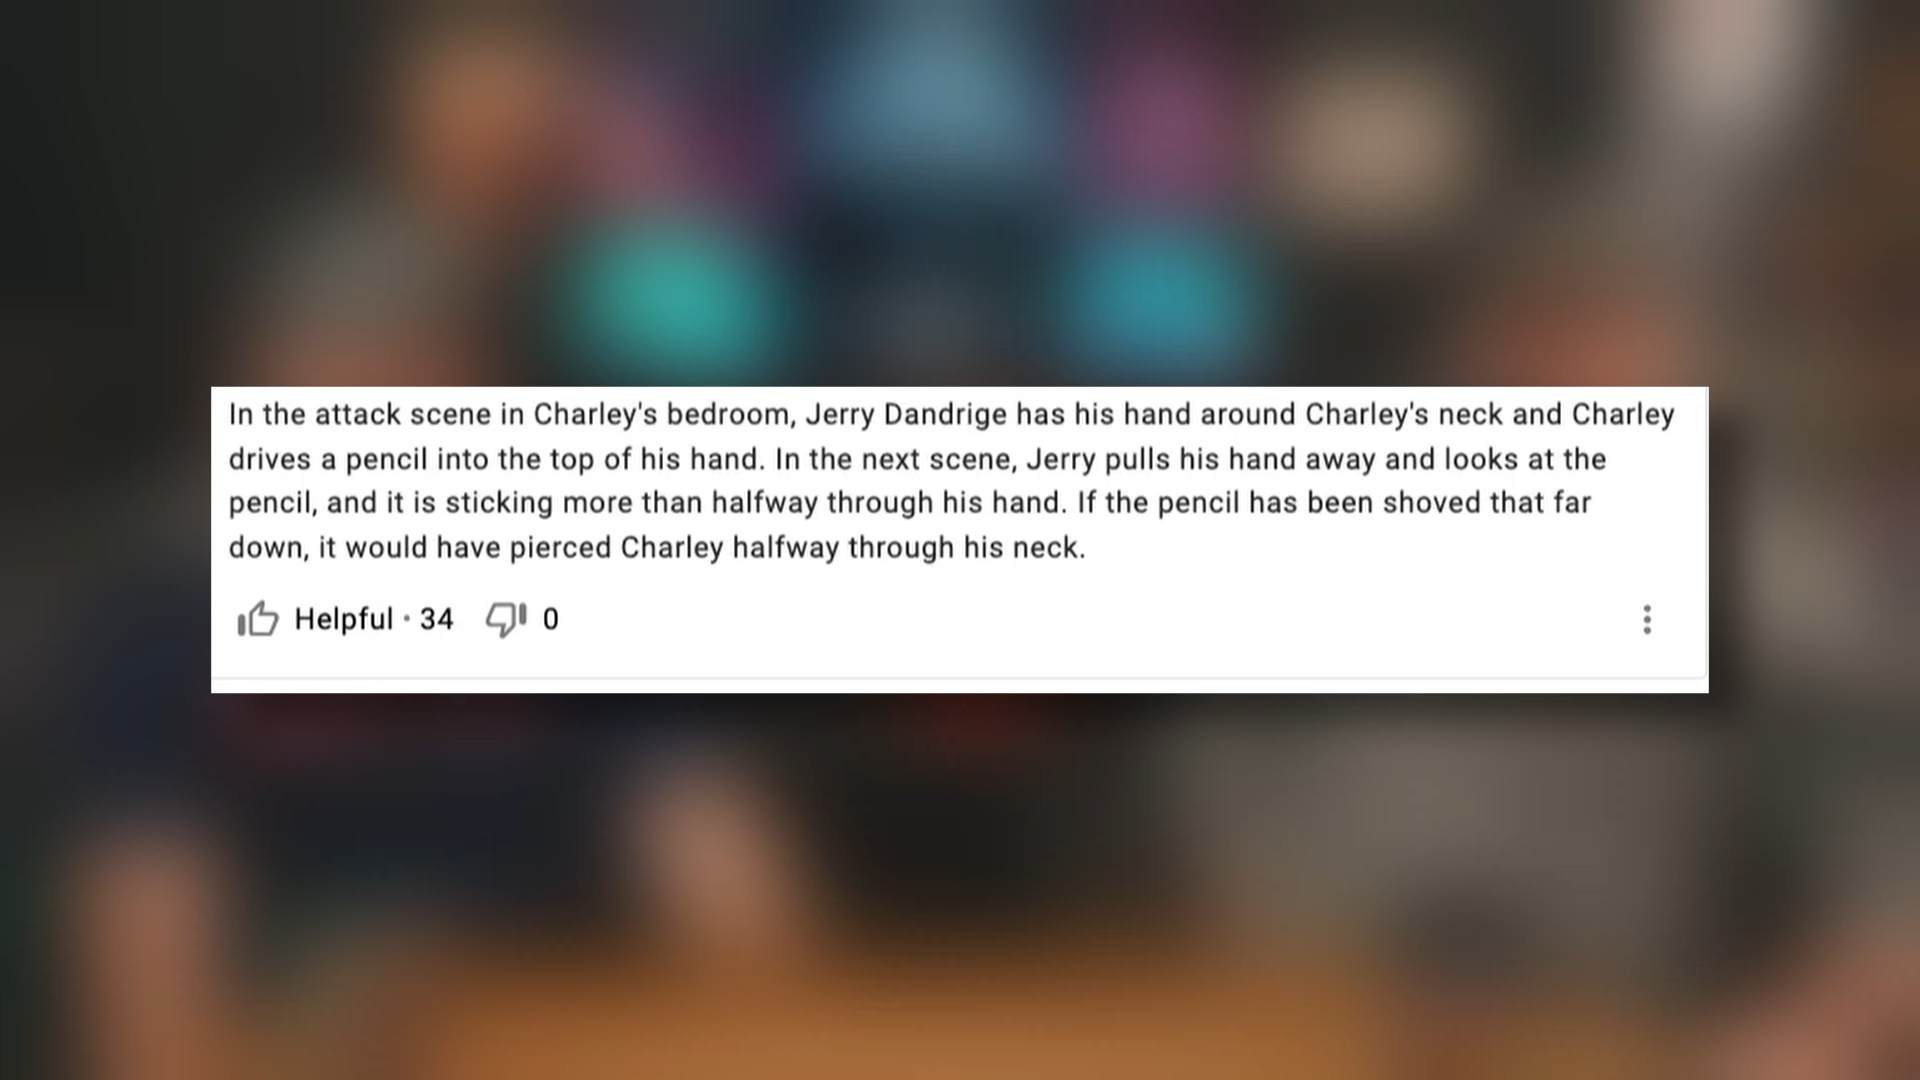 In the attack scene in Charley's bedroom, Jerry Dandrige has his hand around Charley's neck and Charley
drives a pencil into the top of his hand. In the next scene, Jerry pulls his hand away and looks at the
pencil, and it is sticking more than halfway through his hand. If the pencil has been shoved that far
down, it would have pierced Charley halfway through his neck.
Helpful · 34 0